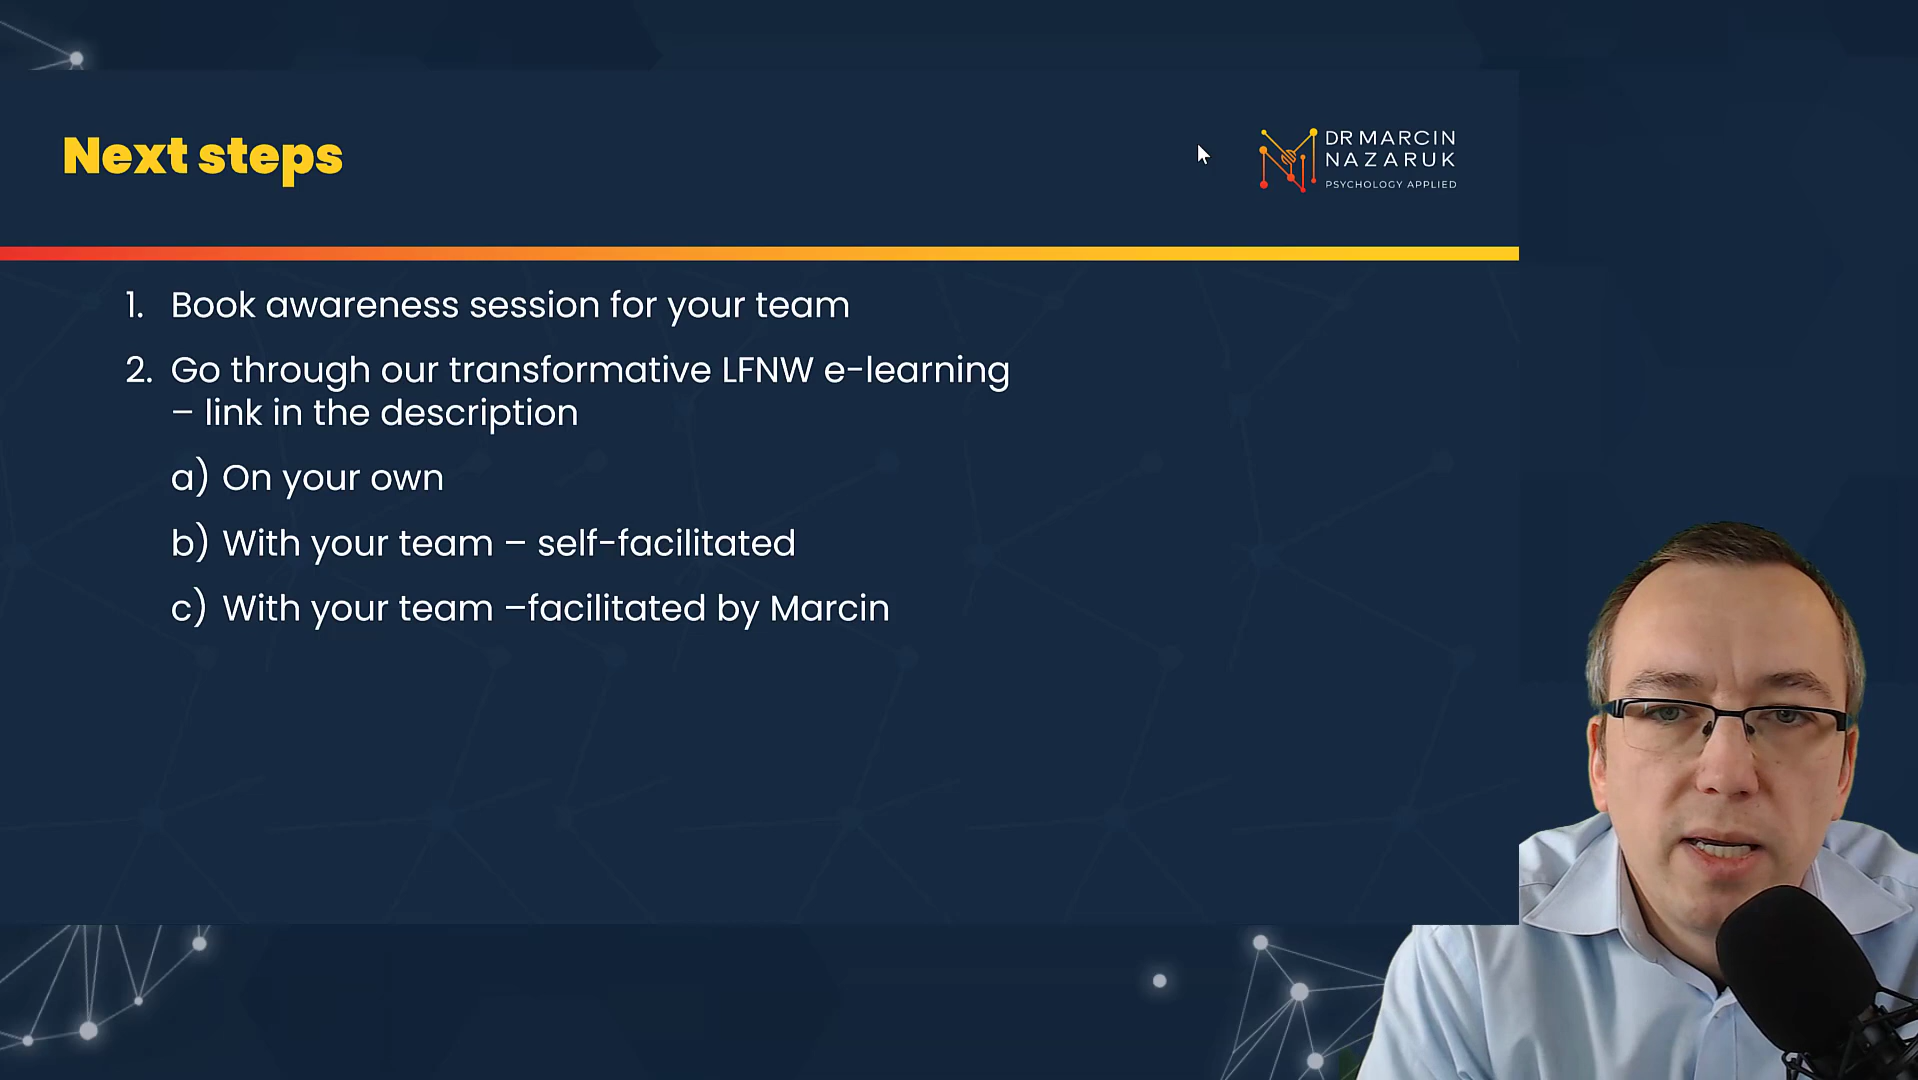 Next steps
DR MARCIN
NAZARUK
PSYCHOLOGY APPLIED
1. Book awareness session for your team
2. Go through our transformative LFNW e-learning
– link in the description
a) On your own
b) With your team – self-facilitated
c) With your team –facilitated by Marcin